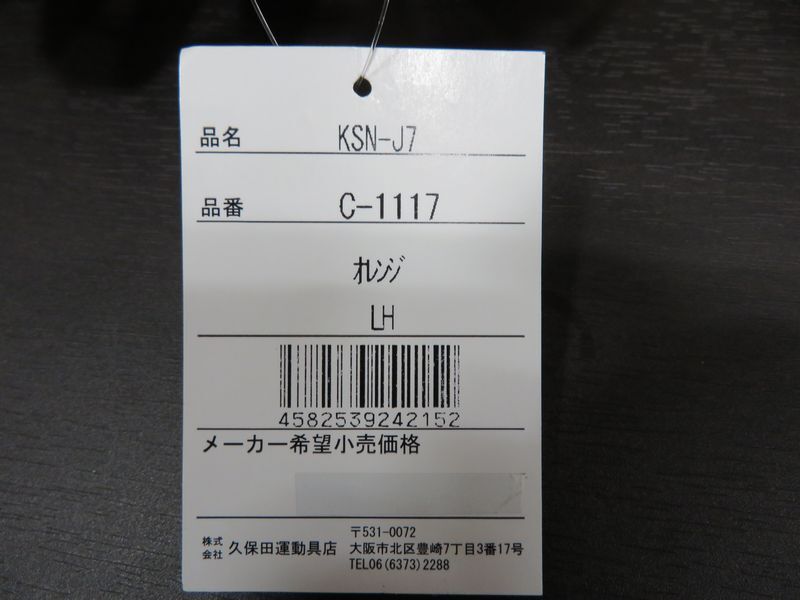 品名 KSN-J7
品番 C-1117
ｵﾚﾝｼﾞ
LH
4582539242152
メーカー希望小売価格
株式会社 久保田運動具店
〒531-0072
大阪市北区豊崎7丁目3番17号
TEL06(6373)2288